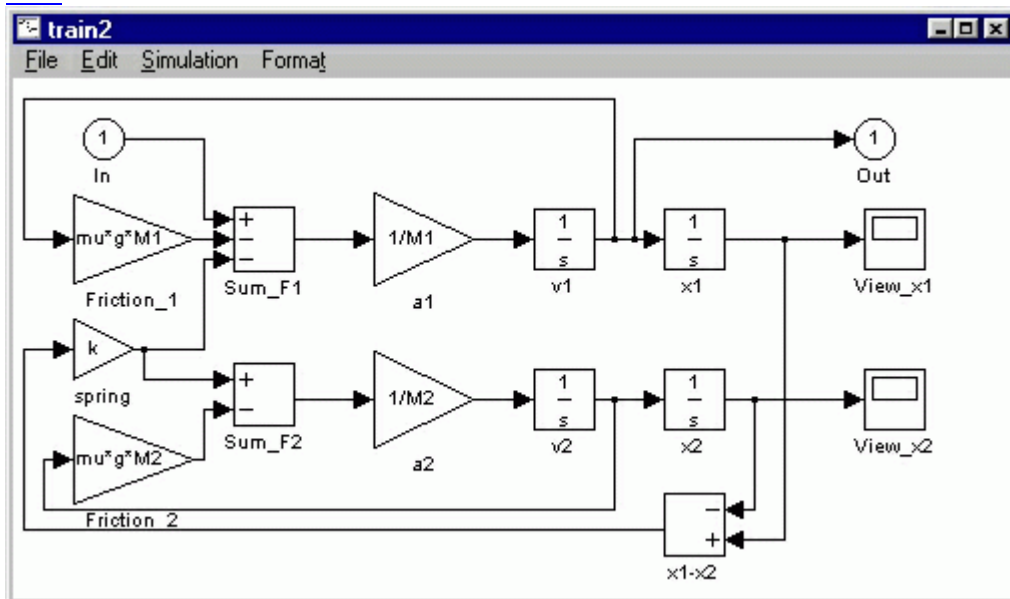 train2
File Edit Simulation Format
1
In
1
Out
mu*g*M1
Friction_1
+
−
−
Sum_F1
1/M1
a1
1
s
v1
1
s
x1
View_x1
k
spring
+
−
Sum_F2
1/M2
a2
1
s
v2
1
s
x2
View_x2
mu*g*M2
Friction_2
−
+
x1-x2